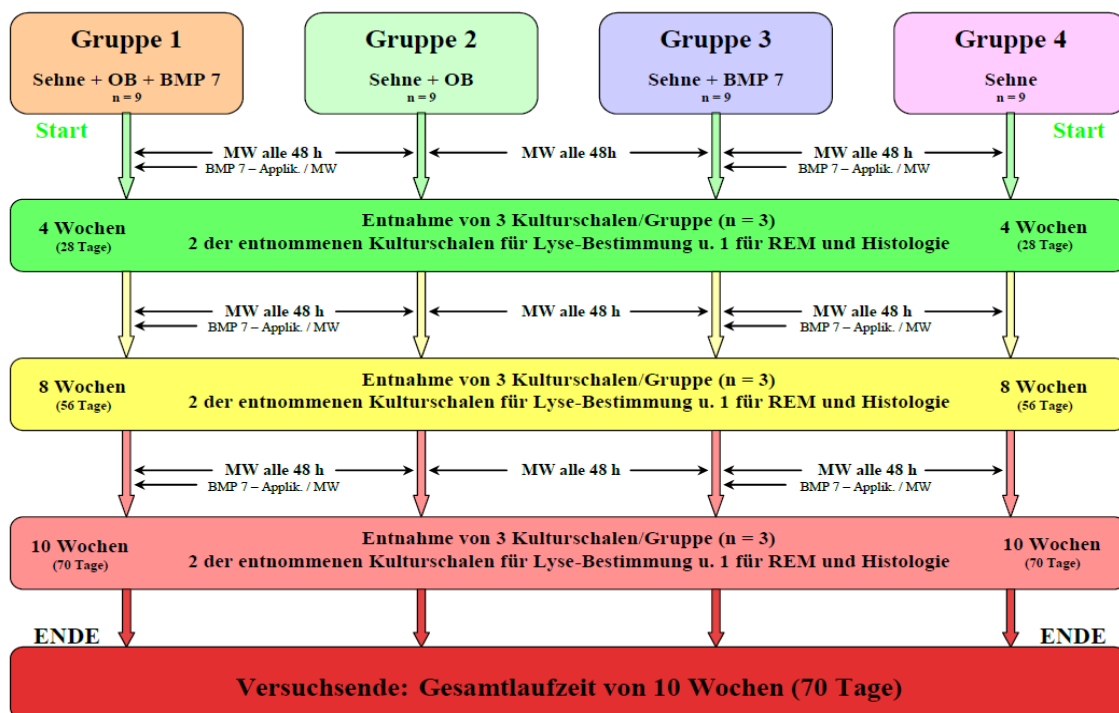 Gruppe 1
Sehne + OB + BMP 7
n = 9
Gruppe 2
Sehne + OB
n = 9
Gruppe 3
Sehne + BMP 7
n = 9
Gruppe 4
Sehne
n = 9
Start
Start
MW alle 48 h
BMP 7 – Applik. / MW
MW alle 48h
MW alle 48 h
BMP 7 – Applik. / MW
4 Wochen
(28 Tage)
Entnahme von 3 Kulturschalen/Gruppe (n = 3)
2 der entnommenen Kulturschalen für Lyse-Bestimmung u. 1 für REM und Histologie
4 Wochen
(28 Tage)
MW alle 48 h
BMP 7 – Applik. / MW
MW alle 48 h
MW alle 48 h
BMP 7 – Applik. / MW
8 Wochen
(56 Tage)
Entnahme von 3 Kulturschalen/Gruppe (n = 3)
2 der entnommenen Kulturschalen für Lyse-Bestimmung u. 1 für REM und Histologie
8 Wochen
(56 Tage)
MW alle 48 h
BMP 7 – Applik. / MW
MW alle 48 h
MW alle 48 h
BMP 7 – Applik. / MW
10 Wochen
(70 Tage)
Entnahme von 3 Kulturschalen/Gruppe (n = 3)
2 der entnommenen Kulturschalen für Lyse-Bestimmung u. 1 für REM und Histologie
10 Wochen
(70 Tage)
ENDE
ENDE
Versuchsende: Gesamtlaufzeit von 10 Wochen (70 Tage)